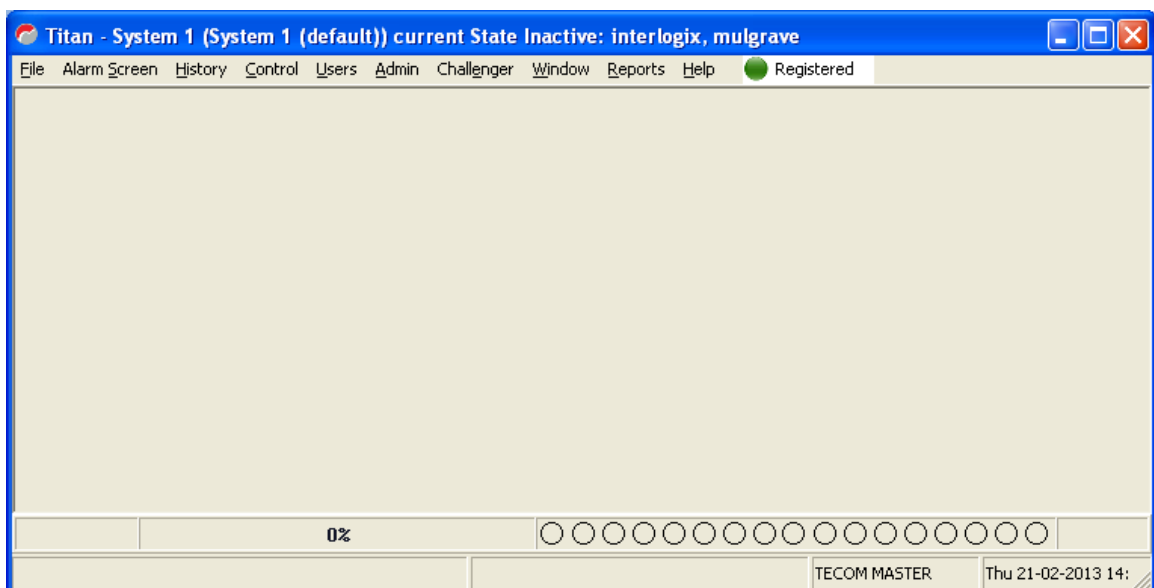 Titan - System 1 (System 1 (default)) current State Inactive: interlogix, mulgrave
File Alarm Screen History Control Users Admin Challenger Window Reports Help Registered
0%
TECOM MASTER Thu 21-02-2013 14: